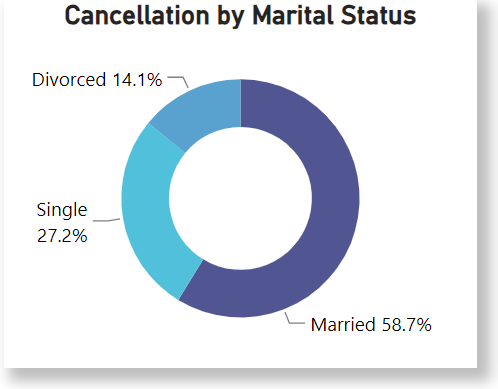 Cancellation by Marital Status
Divorced 14.1%
Single
27.2%
Married 58.7%